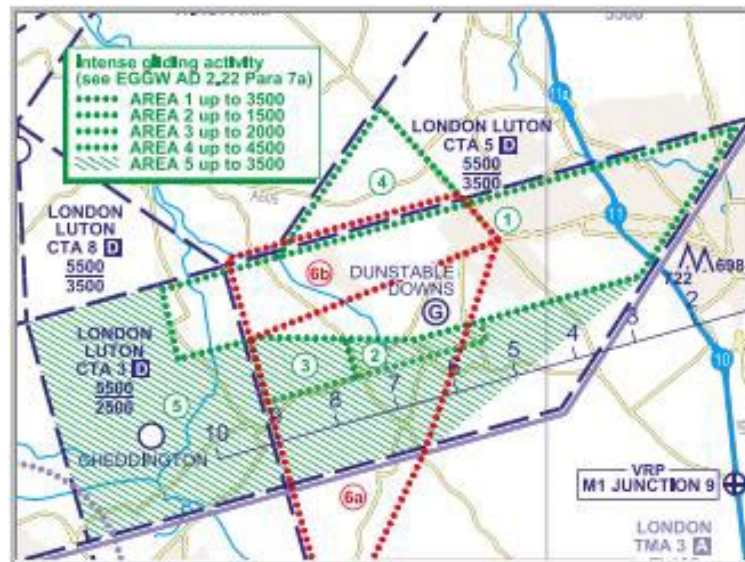 5500
Intense gliding activity
(see EGGW AD 2.22 Para 7a)
AREA 1 up to 3500
AREA 2 up to 1500
AREA 3 up to 2000
AREA 4 up to 4500
AREA 5 up to 3500
11a
LONDON LUTON
CTA 5 D
5500
3500
4
1
11
LONDON
LUTON
CTA 8 D
5500
3500
6b
DUNSTABLE
DOWNS
G
698
722
2
LONDON
LUTON
CTA 3 D
5500
2500
3
2
3
4
5
6
7
8
9
10
10
5
CHEDDINGTON
6a
VRP
M1 JUNCTION 9
LONDON
TMA 3 A